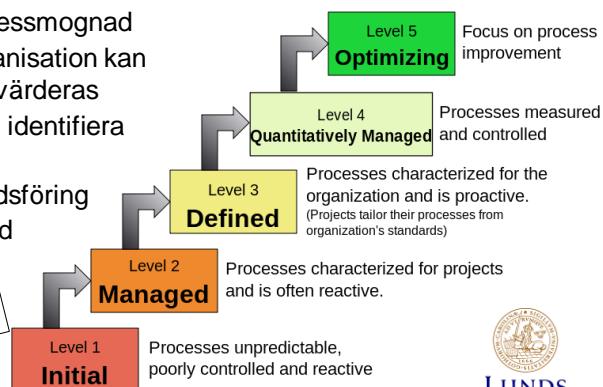 essmognad
anisation kan
värderas
identifiera
dsföring
d
Level 5
Optimizing
Focus on process
improvement
Level 4
Quantitatively Managed
Processes measured
and controlled
Level 3
Defined
Processes characterized for the
organization and is proactive.
(Projects tailor their processes from
organization's standards)
Level 2
Managed
Processes characterized for projects
and is often reactive.
Level 1
Initial
Processes unpredictable,
poorly controlled and reactive
LUNDS